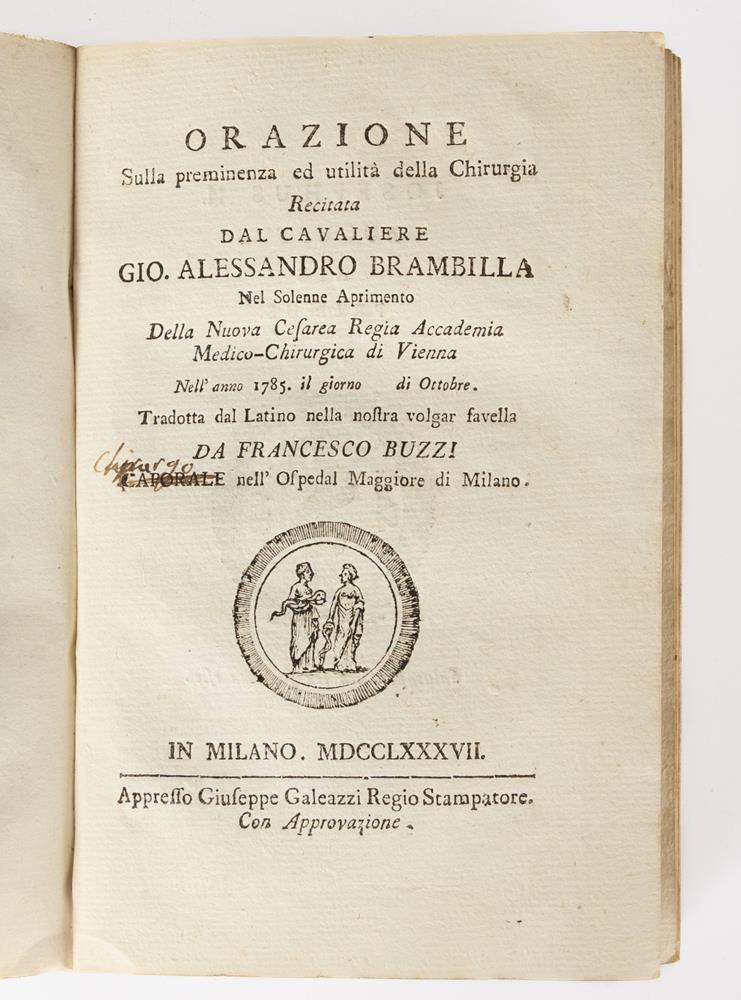 ORAZIONE
Sulla preminenza ed utilità della Chirurgia
Recitata
DAL CAVALIERE
GIO. ALESSANDRO BRAMBILLA
Nel Solenne Aprimento
Della Nuova Ceſarea Regia Accademia
Medico-Chirurgica di Vienna
Nell' anno 1785. il giorno di Ottobre.
Tradotta dal Latino nella noſtra volgar favella
DA FRANCESCO BUZZI
Chirurgo
CAPORALE nell' Oſpedal Maggiore di Milano.
IN MILANO. MDCCLXXXVII.
Appreſſo Giuſeppe Galeazzi Regio Stampatore.
Con Approvazione.